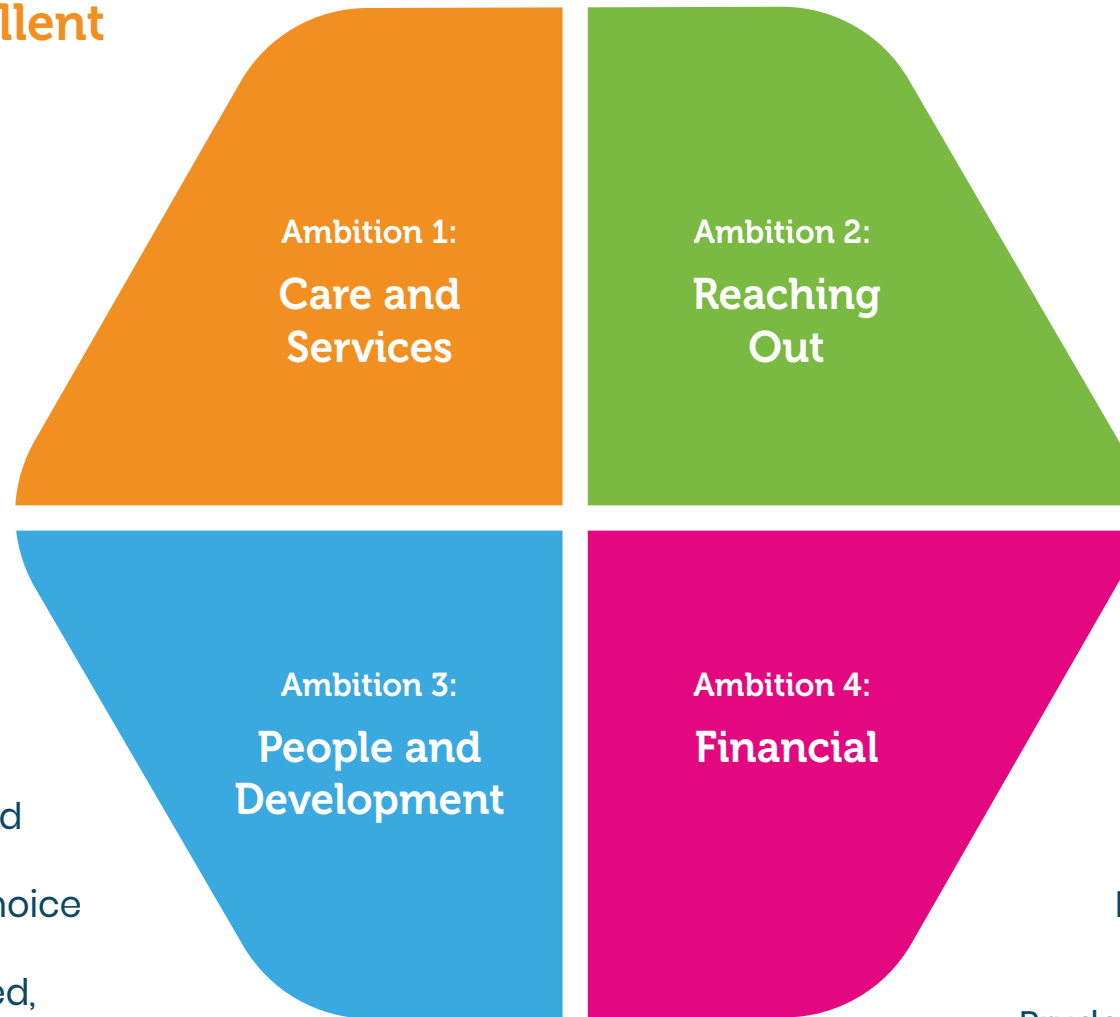 llent
Ambition 1:
Care and
Services
Ambition 2:
Reaching
Out
Ambition 3:
People and
Development
Ambition 4:
Financial
d
hoice
ed,